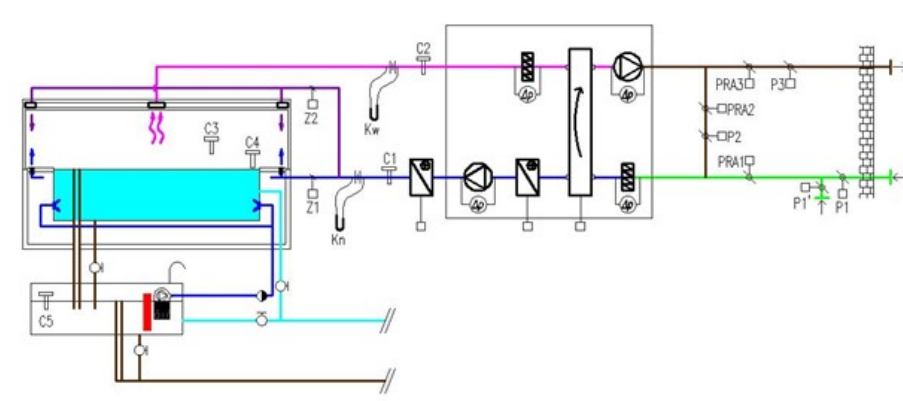 C2
PRA3
P3
Δp
Δp
PRA2
Z2
Kw
C3
C4
P2
C1
PRA1
Z1
Kn
Δp
Δp
P1'
P1
C5